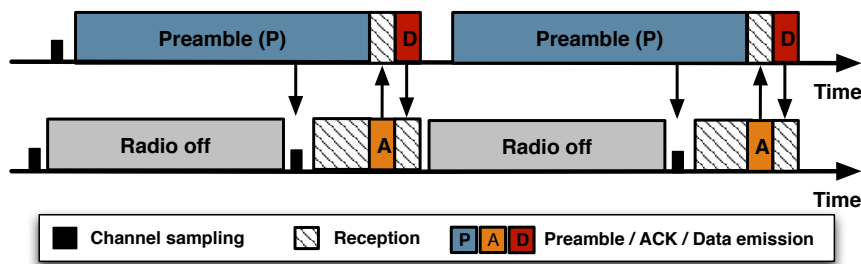 Preamble (P) D Preamble (P) D
Time
Radio off A Radio off A
Time
Channel sampling Reception P A D Preamble / ACK / Data emission